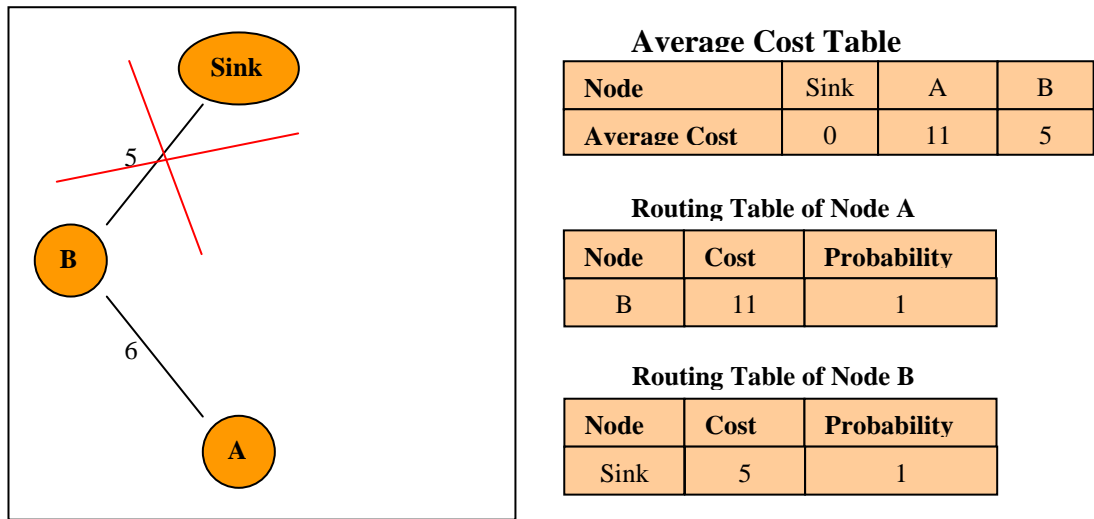 Sink
5
B
6
A
Average Cost Table
Node Sink A B
Average Cost 0 11 5
Routing Table of Node A
Node Cost Probability
B 11 1
Routing Table of Node B
Node Cost Probability
Sink 5 1